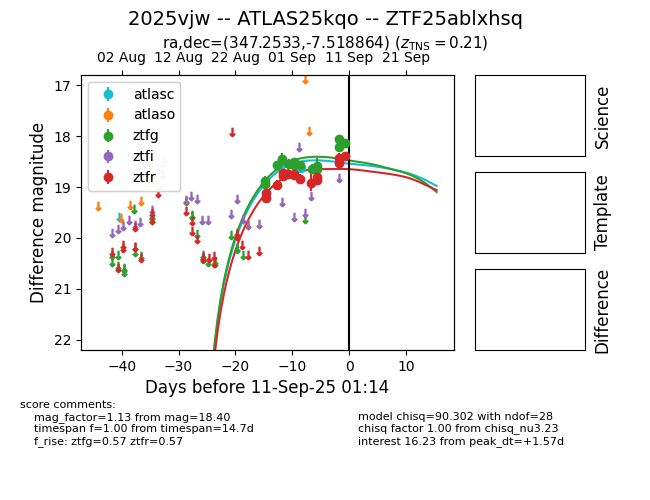 2025vjw -- ATLAS25kqo -- ZTF25ablxhsq
ra,dec=(347.2533,-7.518864) (z_TNS = 0.21)
02 Aug 12 Aug 22 Aug 01 Sep 11 Sep 21 Sep
17
18
19
20
21
22
Difference magnitude
atlasc
atlaso
ztfg
ztfi
ztfr
−40 −30 −20 −10 0 10
Days before 11-Sep-25 01:14
Science
Template
Difference
score comments:
mag_factor=1.13 from mag=18.40
timespan f=1.00 from timespan=14.7d
f_rise: ztfg=0.57 ztfr=0.57
model chisq=90.302 with ndof=28
chisq factor 1.00 from chisq_nu3.23
interest 16.23 from peak_dt=+1.57d